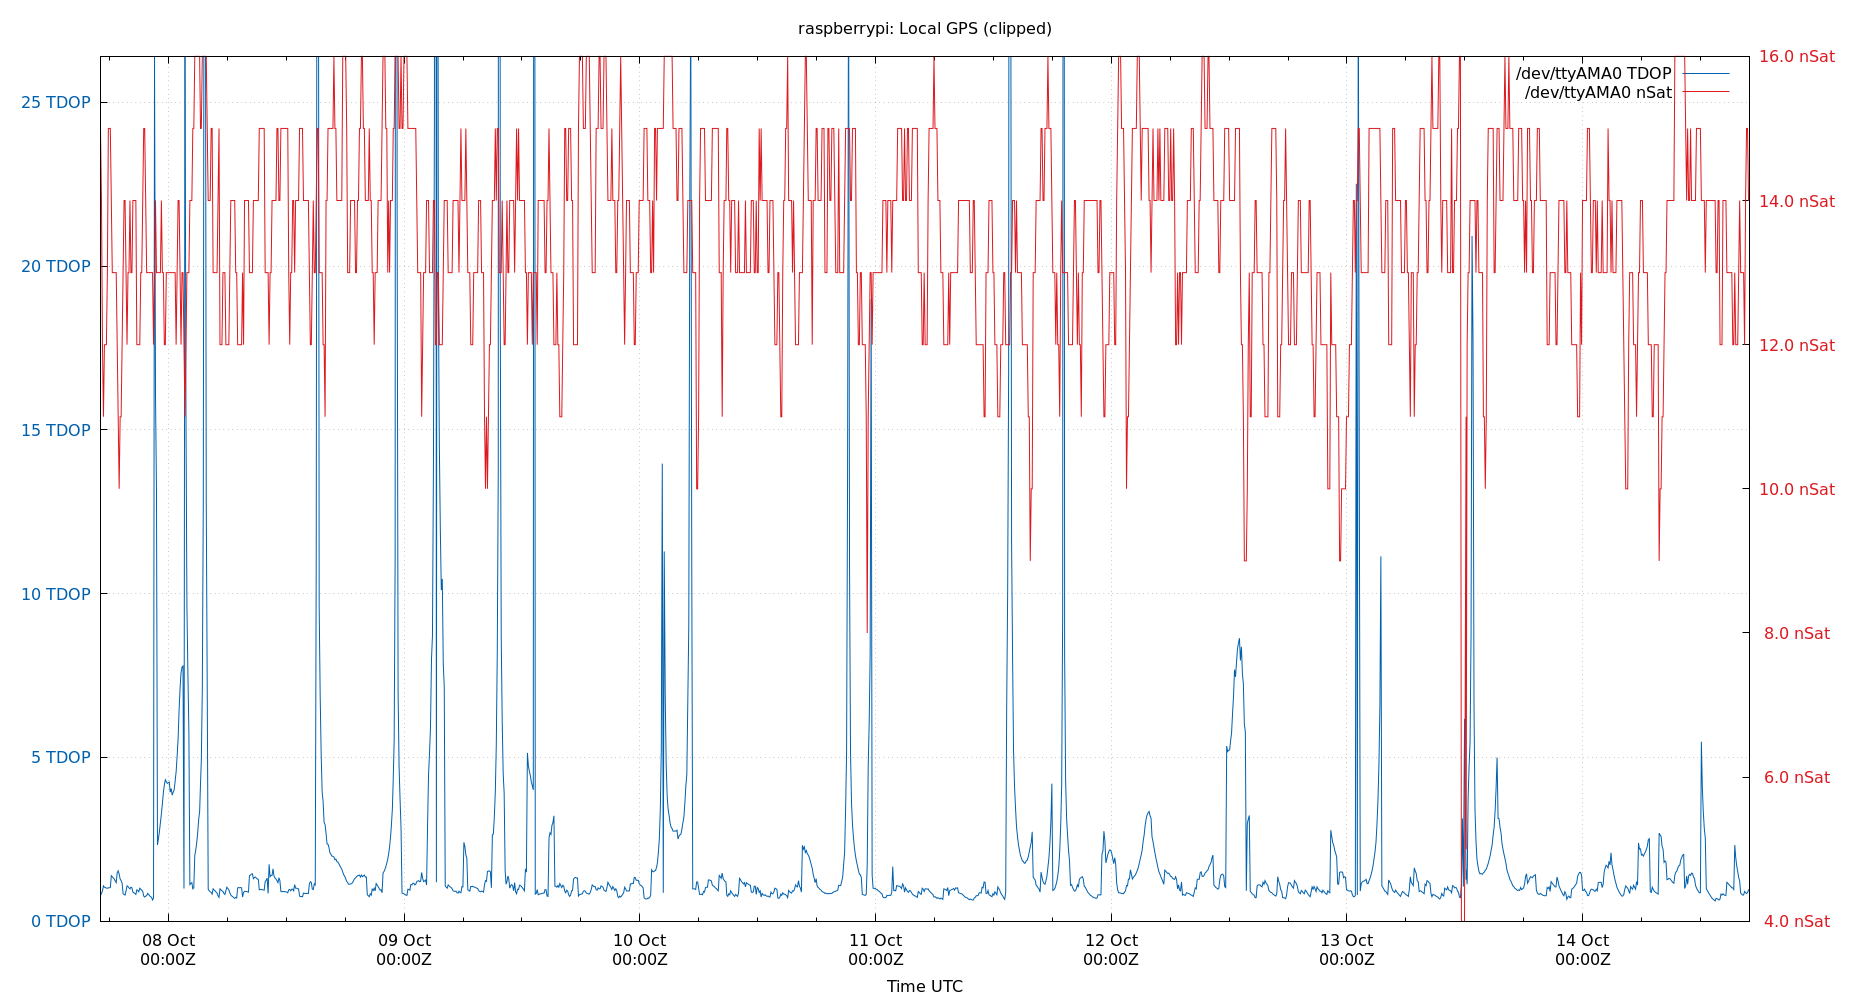 raspberrypi: Local GPS (clipped)
/dev/ttyAMA0 TDOP
/dev/ttyAMA0 nSat
25 TDOP
20 TDOP
15 TDOP
10 TDOP
5 TDOP
0 TDOP
16.0 nSat
14.0 nSat
12.0 nSat
10.0 nSat
8.0 nSat
6.0 nSat
4.0 nSat
08 Oct
00:00Z
09 Oct
00:00Z
10 Oct
00:00Z
11 Oct
00:00Z
12 Oct
00:00Z
13 Oct
00:00Z
14 Oct
00:00Z
Time UTC